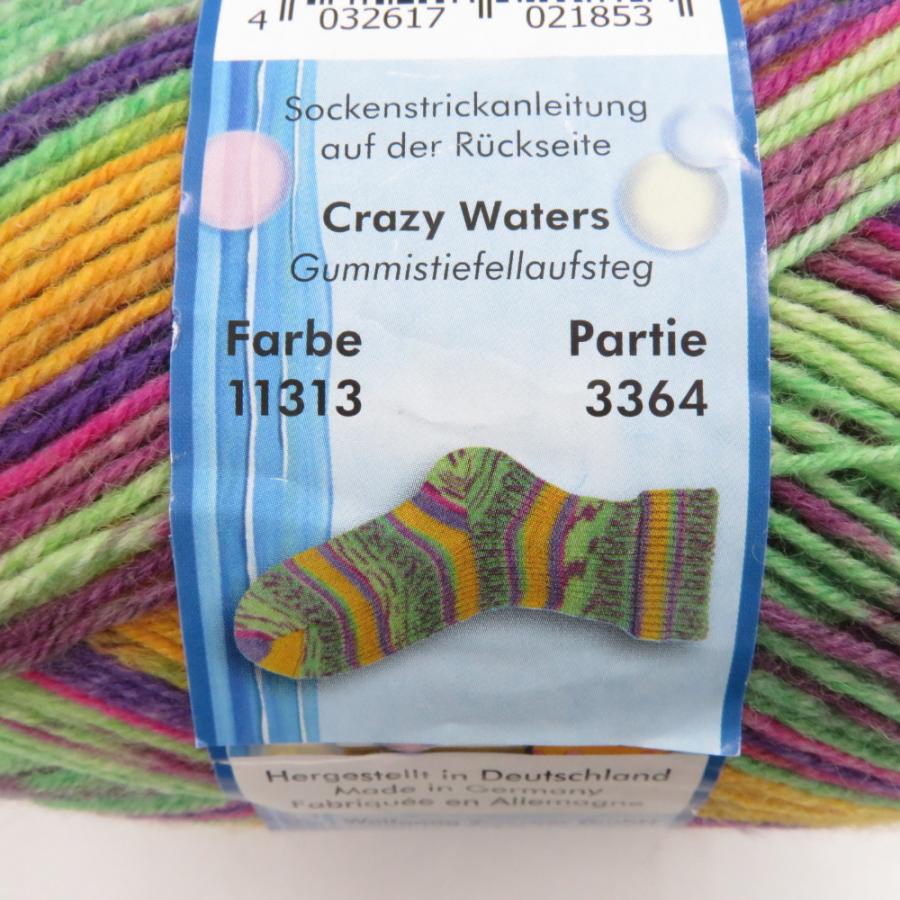 4 032617 021853
Sockenstrickanleitung
auf der Rückseite
Crazy Waters
Gummistiefellaufsteg
Farbe Partie
11313 3364
Hergestellt in Deutschland
Made in Germany
Fabriquée en Allemagne
Wolfgang